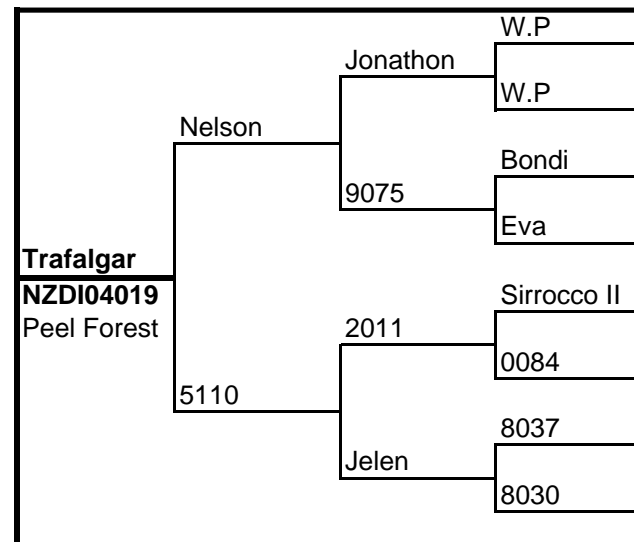 W.P
Jonathon
W.P
Nelson
Bondi
9075
Eva
Trafalgar
NZDI04019
Peel Forest
Sirrocco II
2011
0084
5110
8037
Jelen
8030